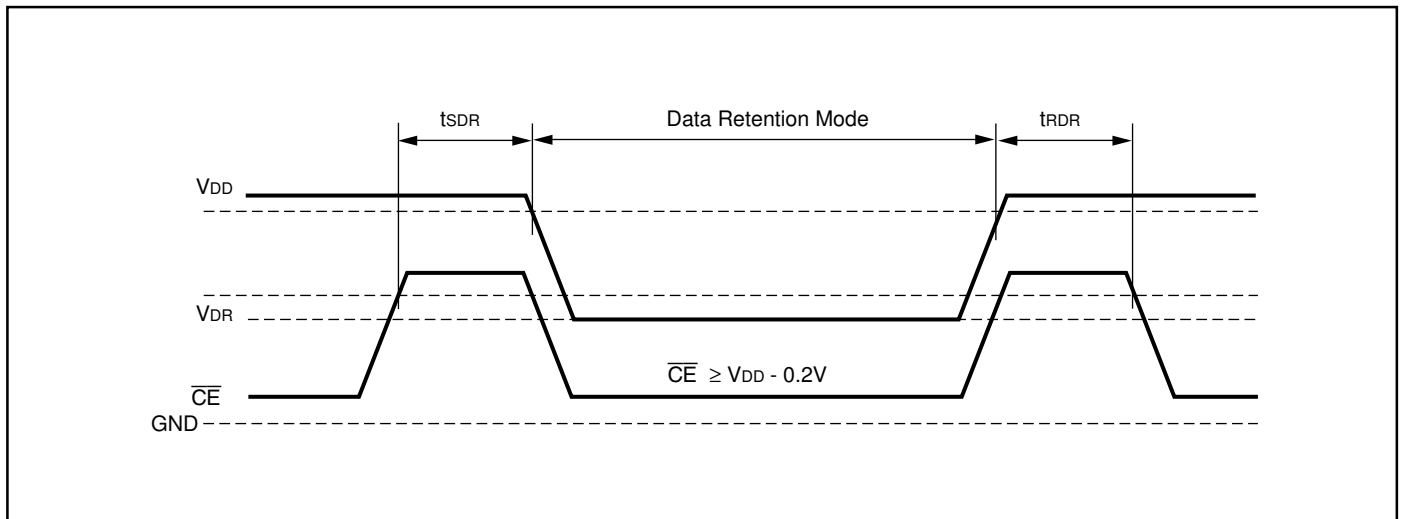 tSDR
Data Retention Mode
tRDR
VDD
VDR
CE ≥ VDD - 0.2V
CE
GND